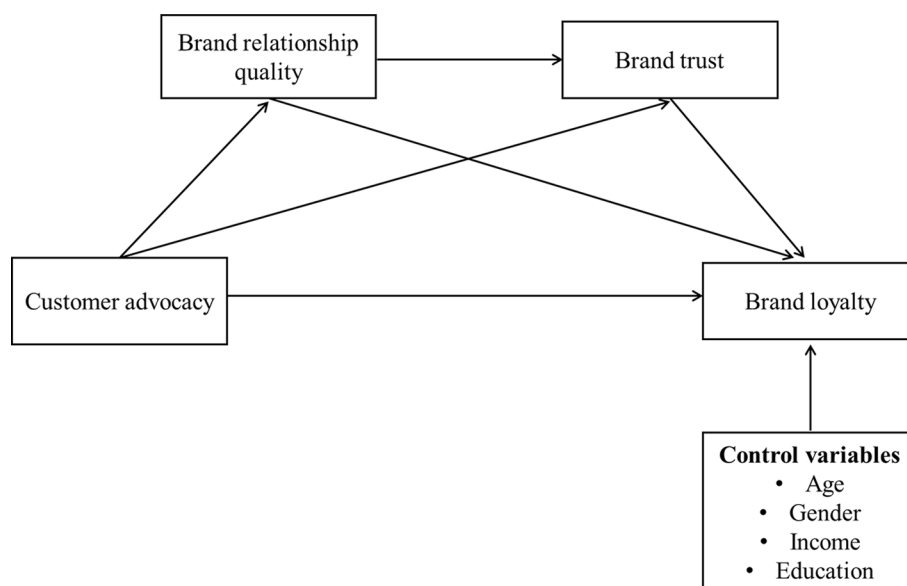 Brand relationship
quality
Brand trust
Customer advocacy
Brand loyalty
Control variables
• Age
• Gender
• Income
• Education